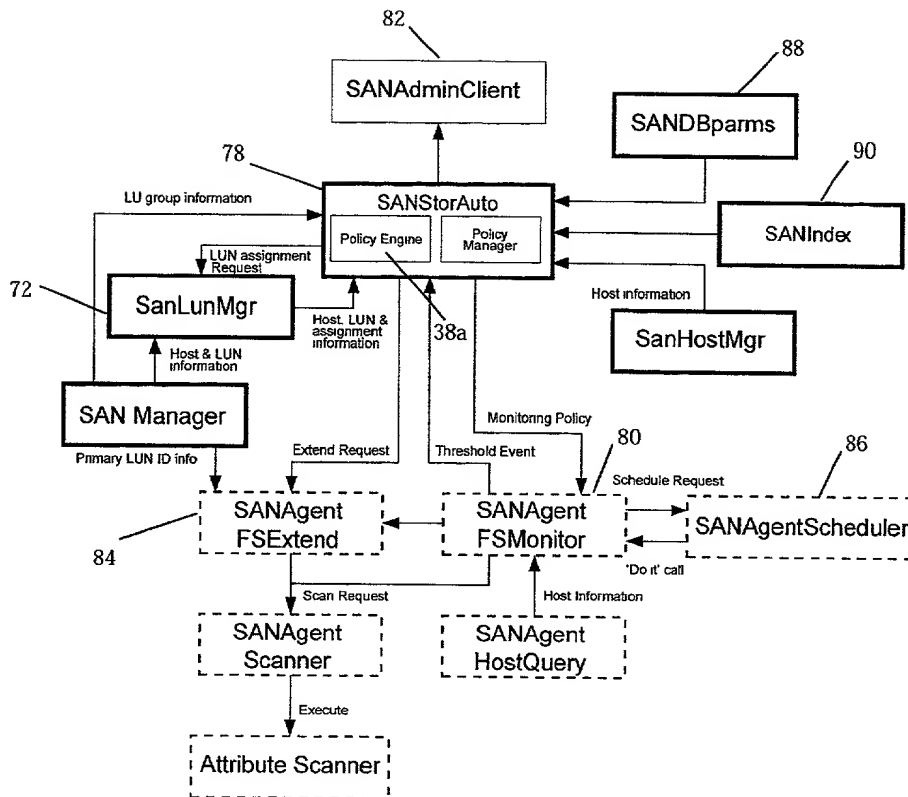 82
SANAdminClient
88
SANDBparms
78
90
LU group information
SANStorAuto
Policy Engine
Policy
Manager
SANIndex
LUN assignment
Request
72
SanLunMgr
Host, LUN &
assignment
information
38a
Host information
SanHostMgr
Host & LUN
information
SAN Manager
Primary LUN ID info
Extend Request
Threshold Event
Monitoring Policy
80
Schedule Request
86
84
SANAgent
FSExtend
SANAgent
FSMonitor
SANAgentScheduler
'Do it' call
Scan Request
Host Information
SANAgent
Scanner
SANAgent
HostQuery
Execute
Attribute Scanner